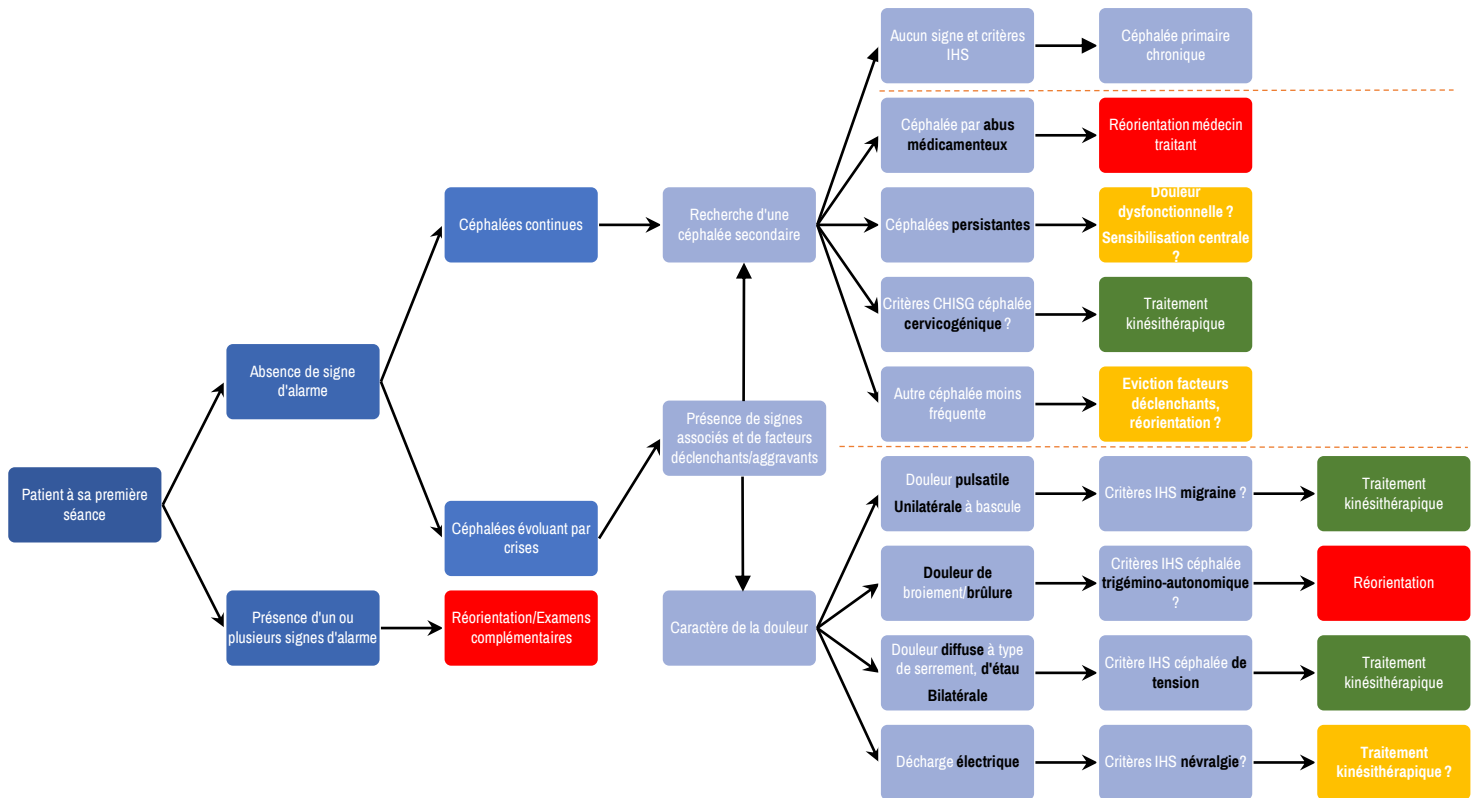 Patient à sa première
séance
Absence de signe
d'alarme
Présence d'un ou
plusieurs signes d'alarme
Céphalées continues
Céphalées évoluant par
crises
Réorientation/Examens
complémentaires
Recherche d'une
céphalée secondaire
Présence de signes
associés et de facteurs
déclenchants/aggravants
Caractère de la douleur
Aucun signe et critères
IHS
Céphalée primaire
chronique
Céphalée par abus
médicamenteux
Réorientation médecin
traitant
Céphalées persistantes
Douleur
dysfonctionnelle ?
Sensibilisation centrale
?
Critères CHISG céphalée
cervicogénique ?
Traitement
kinésithérapique
Autre céphalée moins
fréquente
Eviction facteurs
déclenchants,
réorientation ?
Douleur pulsatile
Unilatérale à bascule
Critères IHS migraine ?
Traitement
kinésithérapique
Douleur de
broiement/brûlure
Critères IHS céphalée
trigémino-autonomique
?
Réorientation
Douleur diffuse à type
de serrement, d'étau
Bilatérale
Critère IHS céphalée de
tension
Traitement
kinésithérapique
Décharge électrique
Critères IHS névralgie?
Traitement
kinésithérapique ?